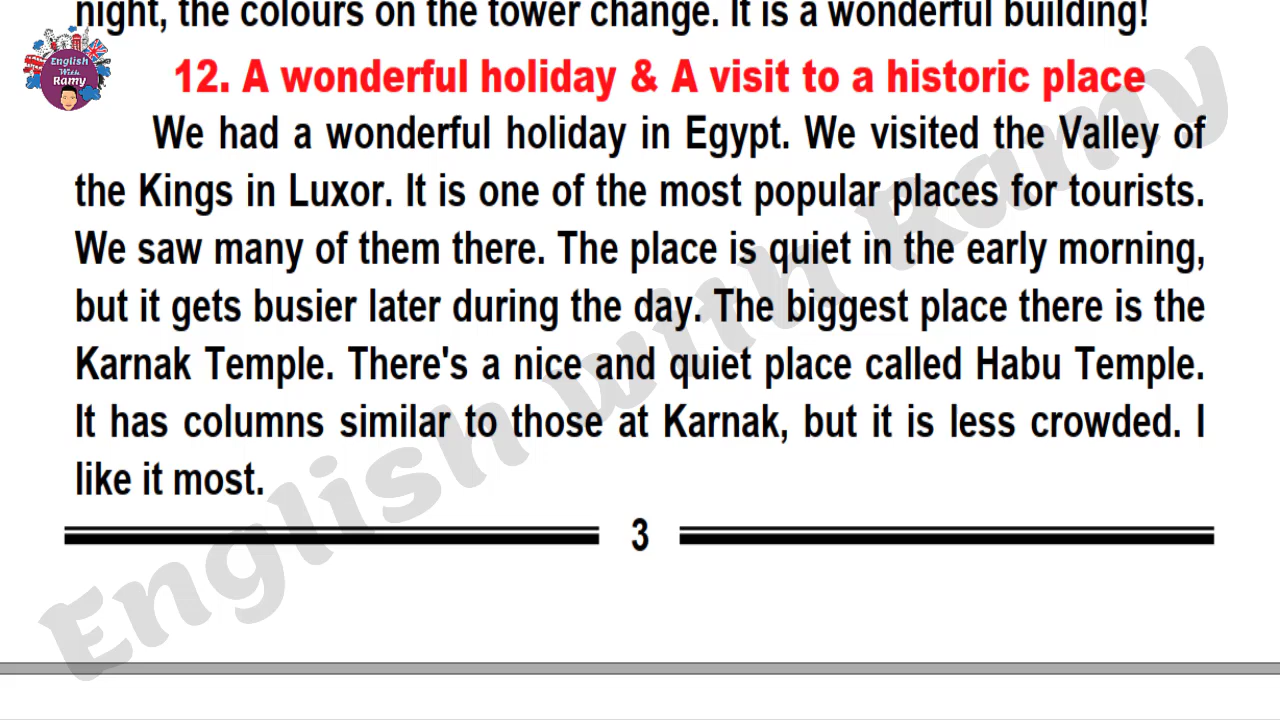 night, the colours on the tower change. It is a wonderful building!
English
With
Ramy
12. A wonderful holiday & A visit to a historic place
We had a wonderful holiday in Egypt. We visited the Valley of
the Kings in Luxor. It is one of the most popular places for tourists.
We saw many of them there. The place is quiet in the early morning,
but it gets busier later during the day. The biggest place there is the
Karnak Temple. There's a nice and quiet place called Habu Temple.
It has columns similar to those at Karnak, but it is less crowded. I
like it most.
3
English with Ramy